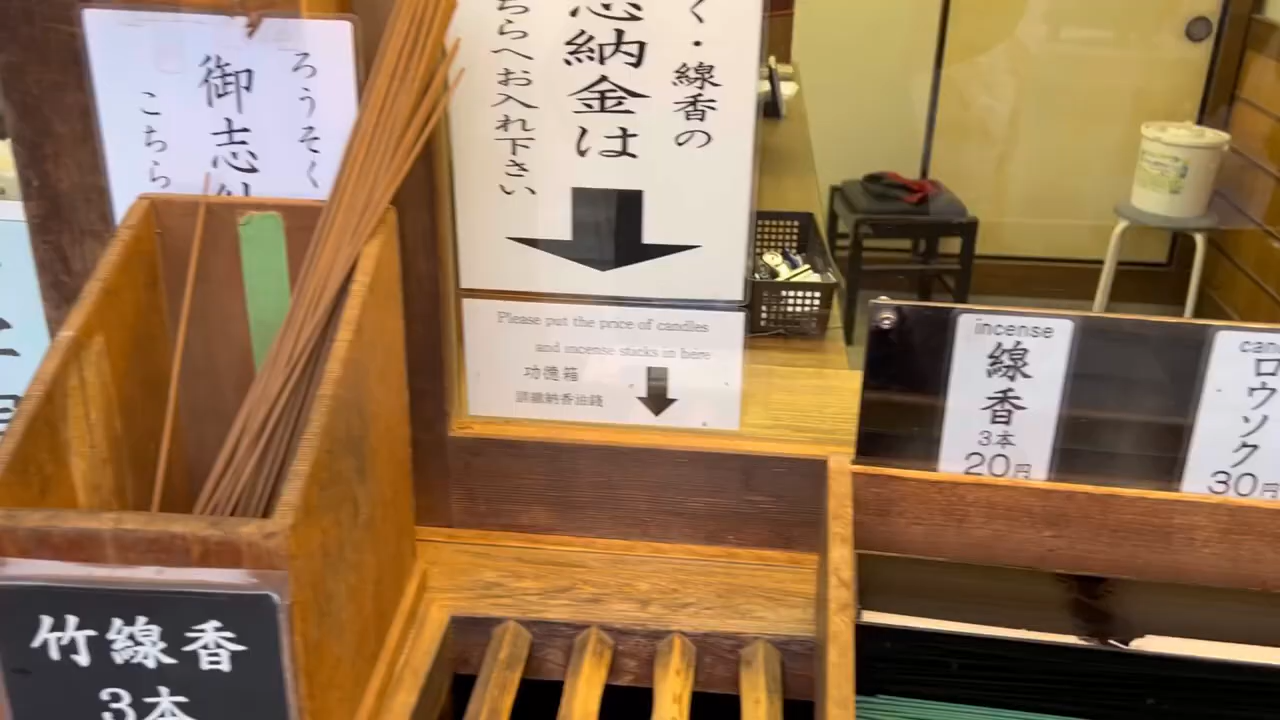 ろうそく
御志納
こちら
く・線香の
志納金は
ちらへお入れ下さい
Please put the price of candles
and incense sticks in here
功德箱
請繳納香油錢
incense
線香
3本
20円
can
ロウソク
30円
竹線香
3本